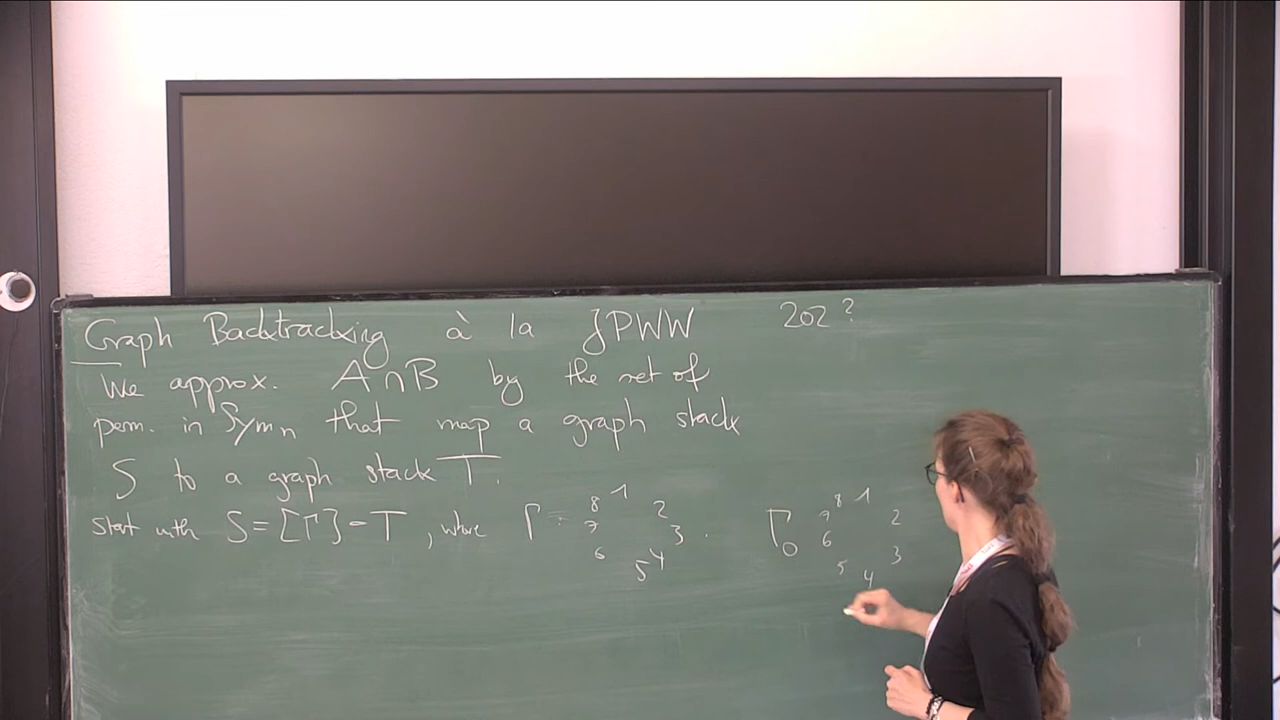 Graph Backtracking à la JPWW 202?
We approx. A ∩ B by the set of
perm. in Sym_n that map a graph stack
S to a graph stack T.
Start with S = [Γ] = T, where Γ = 8 1 2 7 3 6 5 4 . Γ_0 8 1 7 2 6 3 5 4